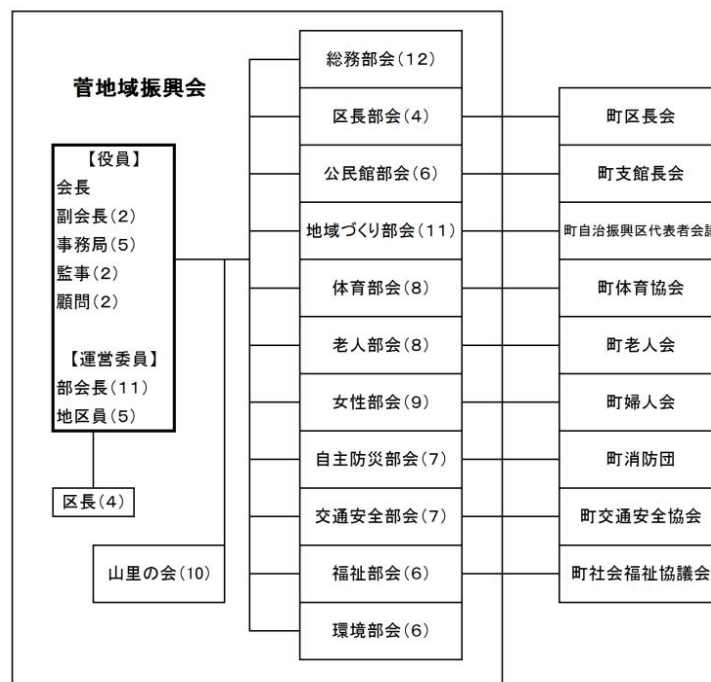 菅地域振興会
【役員】
会長
副会長(2)
事務局(5)
監事(2)
顧問(2)
【運営委員】
部会長(11)
地区員(5)
区長(4)
山里の会(10)
総務部会(12)
区長部会(4)
公民館部会(6)
地域づくり部会(11)
体育部会(8)
老人部会(8)
女性部会(9)
自主防災部会(7)
交通安全部会(7)
福祉部会(6)
環境部会(6)
町区長会
町支館長会
町自治振興区代表者会議
町体育協会
町老人会
町婦人会
町消防団
町交通安全協会
町社会福祉協議会